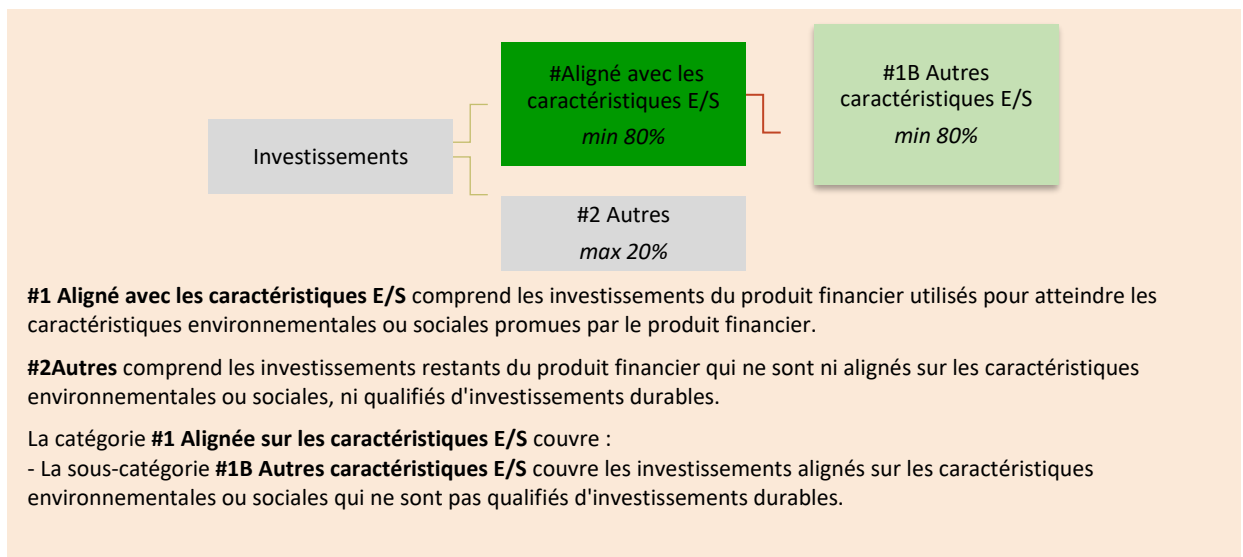 #Aligné avec les
caractéristiques E/S
min 80%
#1B Autres
caractéristiques E/S
min 80%
Investissements
#2 Autres
max 20%
#1 Aligné avec les caractéristiques E/S comprend les investissements du produit financier utilisés pour atteindre les
caractéristiques environnementales ou sociales promues par le produit financier.
#2Autres comprend les investissements restants du produit financier qui ne sont ni alignés sur les caractéristiques
environnementales ou sociales, ni qualifiés d'investissements durables.
La catégorie #1 Alignée sur les caractéristiques E/S couvre :
- La sous-catégorie #1B Autres caractéristiques E/S couvre les investissements alignés sur les caractéristiques
environnementales ou sociales qui ne sont pas qualifiés d'investissements durables.